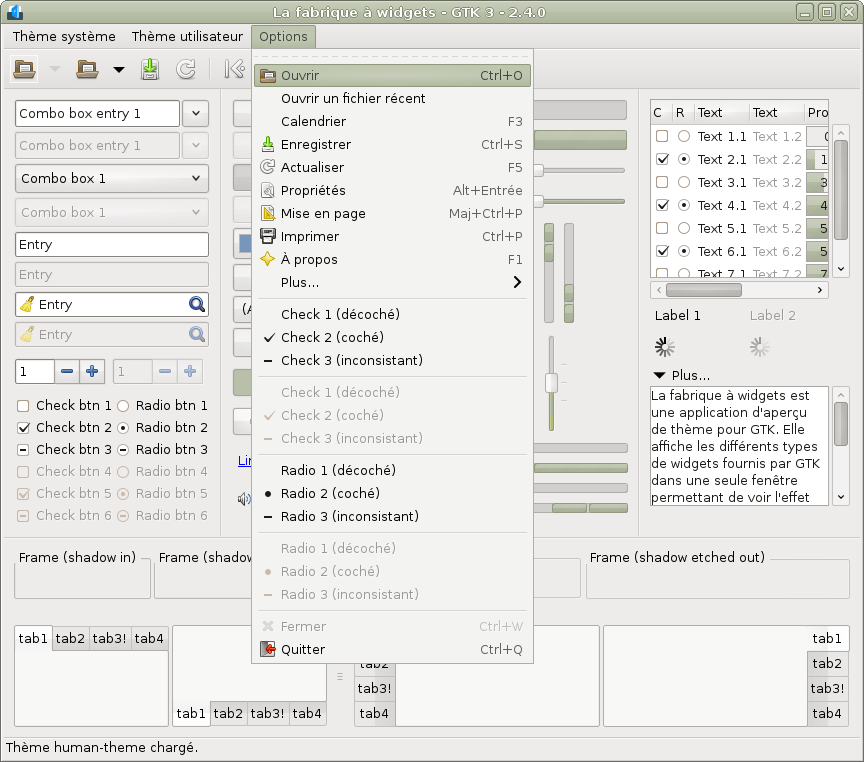 La fabrique à widgets - GTK 3 - 2.4.0
Thème système Thème utilisateur Options
Combo box entry 1
Combo box entry 1
Combo box 1
Combo box 1
Entry
Entry
Entry
Entry
1 1
Check btn 1 Radio btn 1
Check btn 2 Radio btn 2
Check btn 3 Radio btn 3
Check btn 4 Radio btn 4
Check btn 5 Radio btn 5
Check btn 6 Radio btn 6
Ouvrir Ctrl+O
Ouvrir un fichier récent
Calendrier F3
Enregistrer Ctrl+S
Actualiser F5
Propriétés Alt+Entrée
Mise en page Maj+Ctrl+P
Imprimer Ctrl+P
À propos F1
Plus...
Check 1 (décoché)
Check 2 (coché)
Check 3 (inconsistant)
Check 1 (décoché)
Check 2 (coché)
Check 3 (inconsistant)
Radio 1 (décoché)
Radio 2 (coché)
Radio 3 (inconsistant)
Radio 1 (décoché)
Radio 2 (coché)
Radio 3 (inconsistant)
Fermer Ctrl+W
Quitter Ctrl+Q
C R Text Text Pro
Text 1.1 Text 1.2
Text 2.1 Text 2.2 1
Text 3.1 Text 3.2 3
Text 4.1 Text 4.2 4
Text 5.1 Text 5.2 5
Text 6.1 Text 6.2 5
Text 7.1 Text 7.2 7
Label 1 Label 2
Plus...
La fabrique à widgets est
une application d'aperçu
de thème pour GTK. Elle
affiche les différents types
de widgets fournis par GTK
dans une seule fenêtre
permettant de voir l'effet
Frame (shadow in) Frame (shadow Frame (shadow etched out)
tab1 tab2 tab3! tab4
tab1 tab2 tab3! tab4
tab2
tab3!
tab4
tab1
tab2
tab3!
tab4
Thème human-theme chargé.